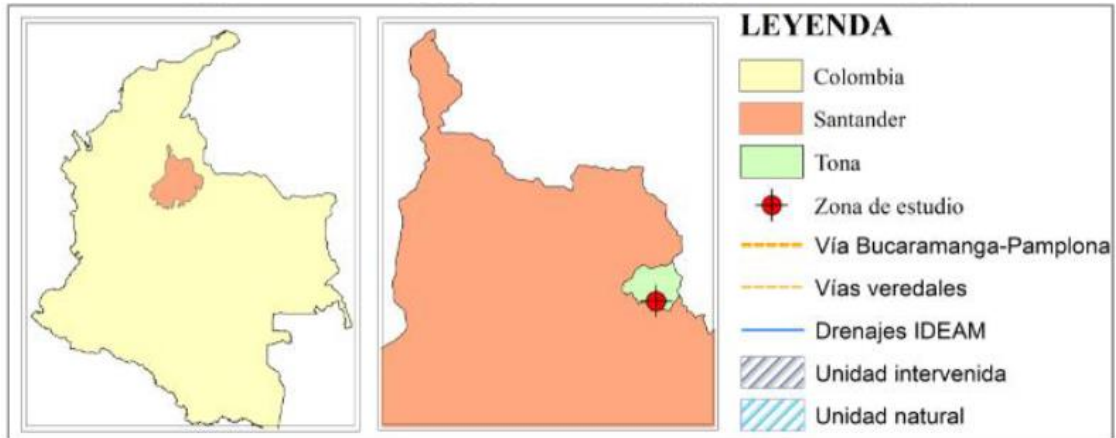 LEYENDA
Colombia
Santander
Tona
Zona de estudio
Vía Bucaramanga-Pamplona
Vías veredales
Drenajes IDEAM
Unidad intervenida
Unidad natural